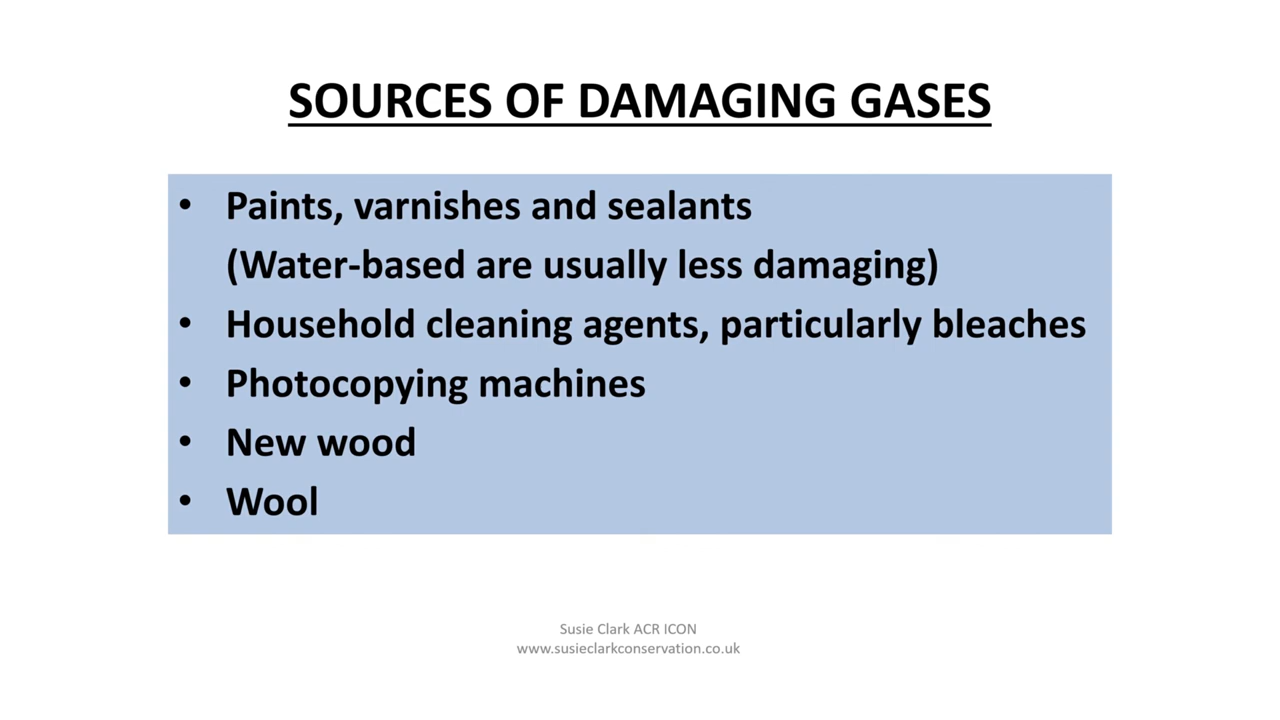 SOURCES OF DAMAGING GASES
• Paints, varnishes and sealants
(Water-based are usually less damaging)
• Household cleaning agents, particularly bleaches
• Photocopying machines
• New wood
• Wool
Susie Clark ACR ICON
www.susieclarkconservation.co.uk